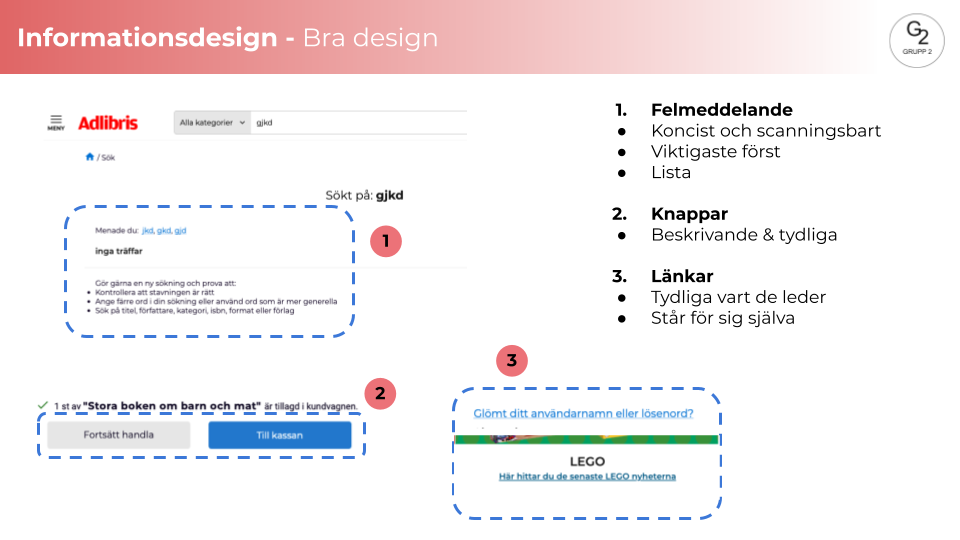 Informationsdesign - Bra design
G2
GRUPP 2
MENY
Adlibris
Alla kategorier
gjkd
/ Sök
Sökt på: gjkd
Menade du: jkd, gkd, gjd
inga träffar
Gör gärna en ny sökning och prova att:
• Kontrollera att stavningen är rätt
• Ange färre ord i din sökning eller använd ord som är mer generella
• Sök på titel, författare, kategori, isbn, format eller förlag
1
1 st av "Stora boken om barn och mat" är tillagd i kundvagnen.
Fortsätt handla
Till kassan
2
3
Glömt ditt användarnamn eller lösenord?
LEGO
Här hittar du de senaste LEGO nyheterna
1. Felmeddelande
● Koncist och scanningsbart
● Viktigaste först
● Lista
2. Knappar
● Beskrivande & tydliga
3. Länkar
● Tydliga vart de leder
● Står för sig själva